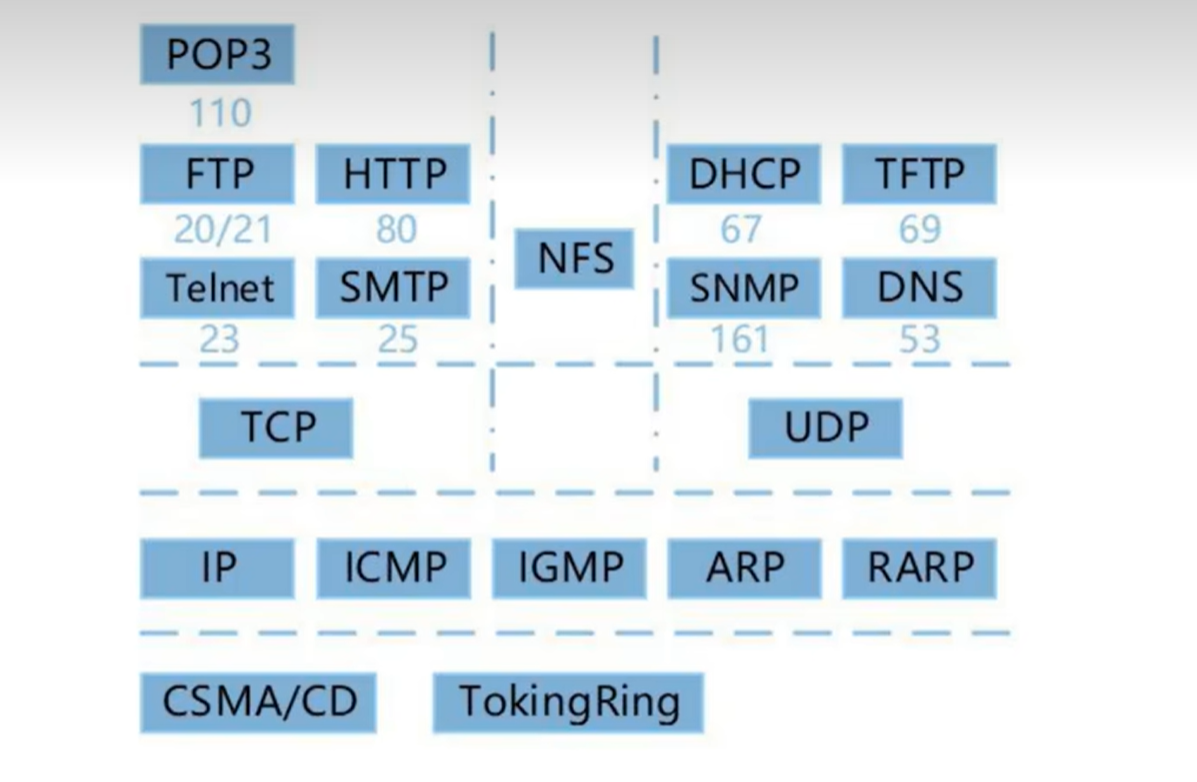 POP3
110
FTP HTTP DHCP TFTP
20/21 80 67 69
NFS
Telnet SMTP SNMP DNS
23 25 161 53
TCP UDP
IP ICMP IGMP ARP RARP
CSMA/CD TokingRing